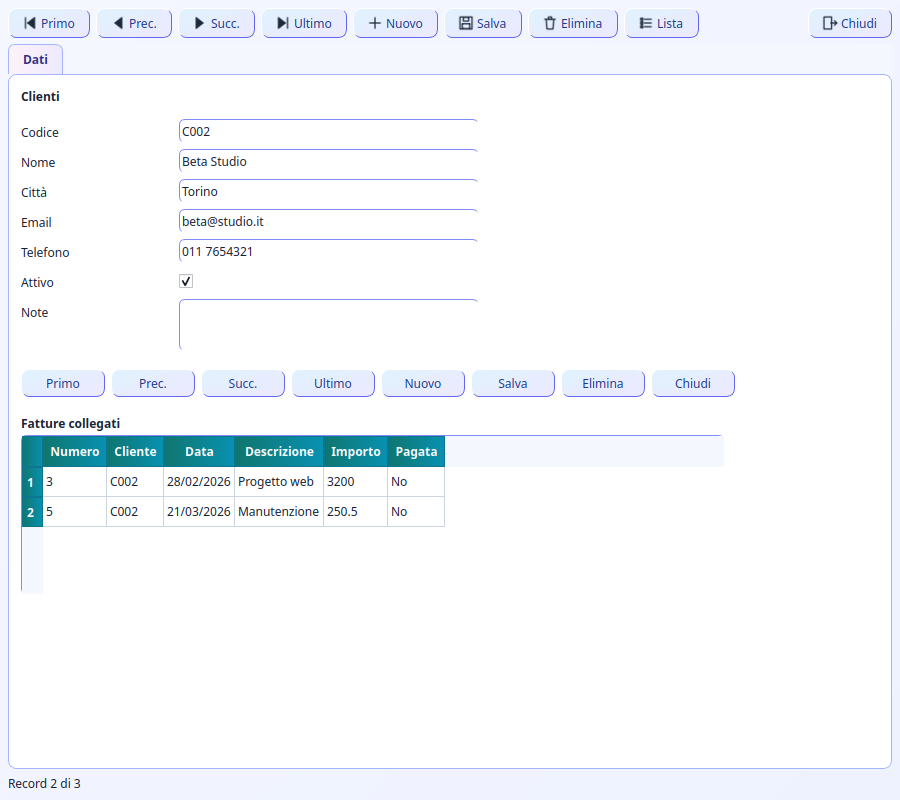 Primo Prec. Succ. Ultimo Nuovo Salva Elimina Lista Chiudi
Dati
Clienti
Codice C002
Nome Beta Studio
Città Torino
Email beta@studio.it
Telefono 011 7654321
Attivo
Note
Primo Prec. Succ. Ultimo Nuovo Salva Elimina Chiudi
Fatture collegati
Numero Cliente Data Descrizione Importo Pagata
1 3 C002 28/02/2026 Progetto web 3200 No
2 5 C002 21/03/2026 Manutenzione 250.5 No
Record 2 di 3